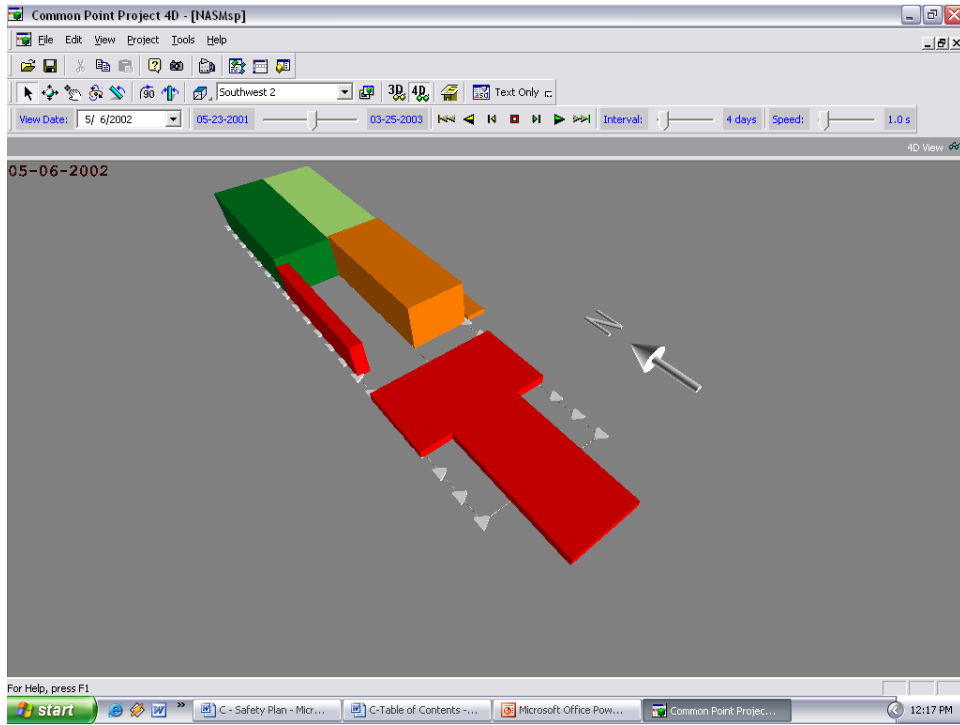 Common Point Project 4D - [NASMsp]
File Edit View Project Tools Help
Southwest 2 3D 4D Text Only
View Date: 5/ 6/2002 05-23-2001 03-25-2003 Interval: 4 days Speed: 1.0 s
4D View
05-06-2002
N
For Help, press F1
start C - Safety Plan - Micr... C-Table of Contents -... Microsoft Office Pow... Common Point Projec... 12:17 PM